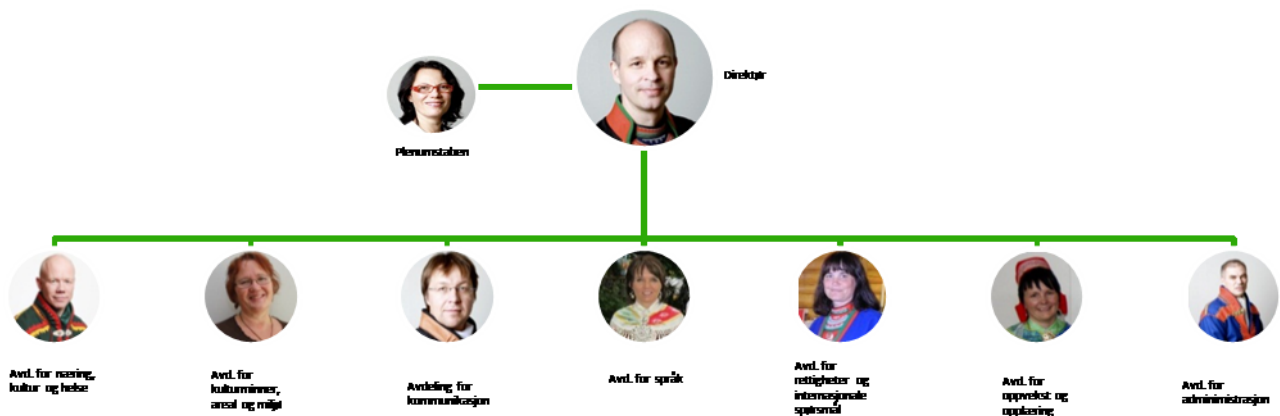 Direktør
Plenumstaben
Avd. for næring,
kultur og helse
Avd. for
kulturminner,
areal og miljø
Avdeling for
kommunikasjon
Avd. for språk
Avd. for
rettigheter og
internasjonale
spørsmål
Avd. for
oppvekst og
opplæring
Avd. for
admininistrasjon